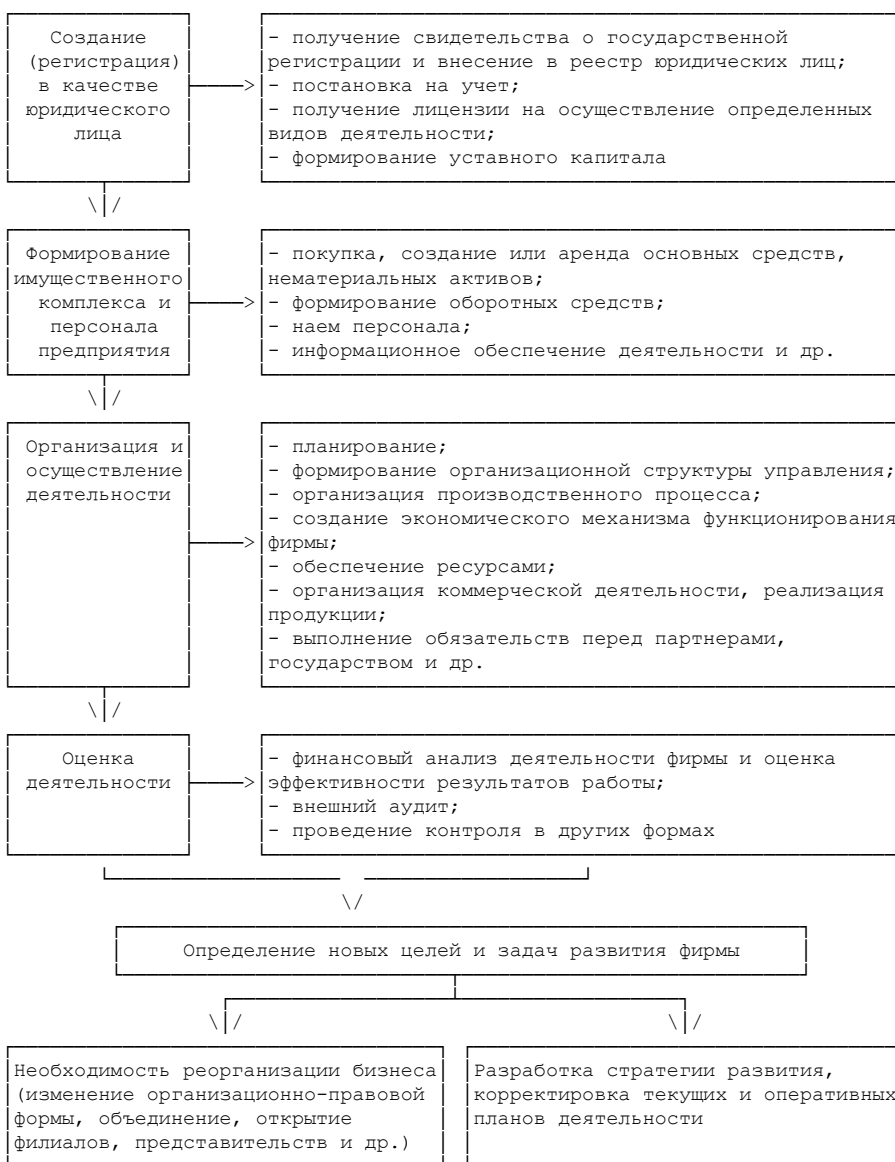 Создание
(регистрация)
в качестве
юридического
лица
- получение свидетельства о государственной
регистрации и внесение в реестр юридических лиц;
- постановка на учет;
- получение лицензии на осуществление определенных
видов деятельности;
- формирование уставного капитала
Формирование
имущественного
комплекса и
персонала
предприятия
- покупка, создание или аренда основных средств,
нематериальных активов;
- формирование оборотных средств;
- наем персонала;
- информационное обеспечение деятельности и др.
Организация и
осуществление
деятельности
- планирование;
- формирование организационной структуры управления;
- организация производственного процесса;
- создание экономического механизма функционирования
фирмы;
- обеспечение ресурсами;
- организация коммерческой деятельности, реализация
продукции;
- выполнение обязательств перед партнерами,
государством и др.
Оценка
деятельности
- финансовый анализ деятельности фирмы и оценка
эффективности результатов работы;
- внешний аудит;
- проведение контроля в других формах
Определение новых целей и задач развития фирмы
Необходимость реорганизации бизнеса
(изменение организационно-правовой
формы, объединение, открытие
филиалов, представительств и др.)
Разработка стратегии развития,
корректировка текущих и оперативных
планов деятельности